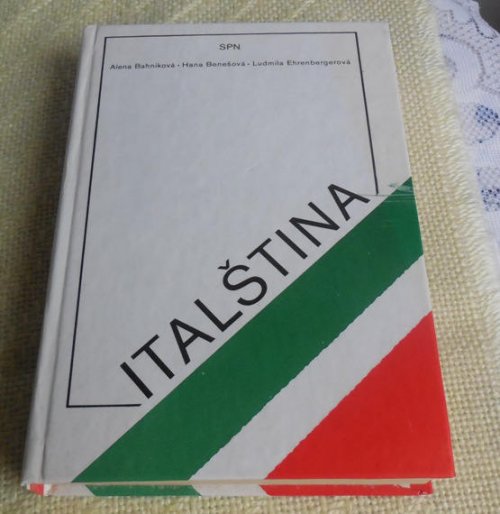 SPN
Alena Bahníková · Hana Benešová · Ludmila Ehrenbergerová
ITALŠTINA